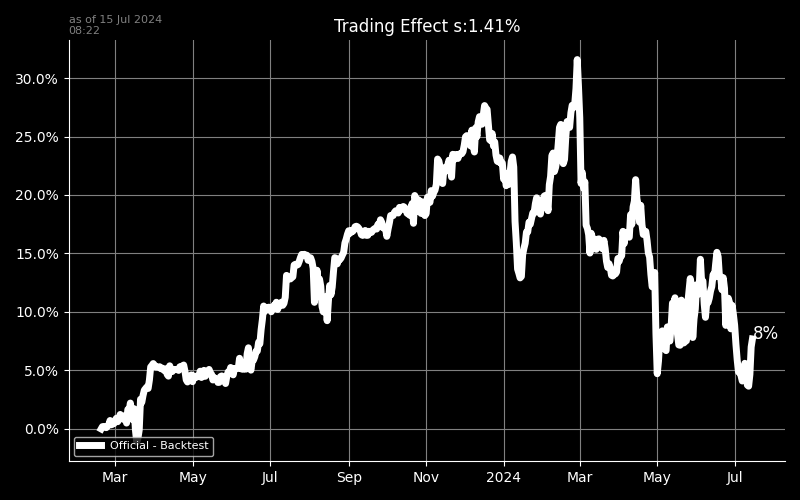 as of 15 Jul 2024
08:22
Trading Effect s:1.41%
30.0%
25.0%
20.0%
15.0%
10.0%
5.0%
0.0%
8%
Official - Backtest
Mar May Jul Sep Nov 2024 Mar May Jul